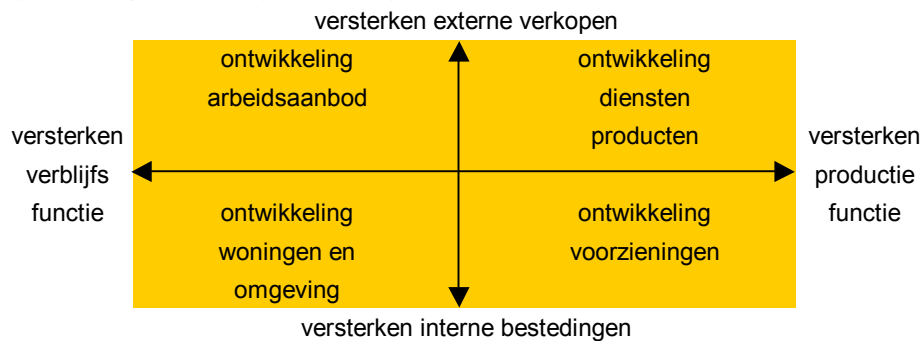 versterken externe verkopen
ontwikkeling
arbeidsaanbod
ontwikkeling
diensten
producten
versterken
verblijfs
functie
versterken
productie
functie
ontwikkeling
woningen en
omgeving
ontwikkeling
voorzieningen
versterken interne bestedingen